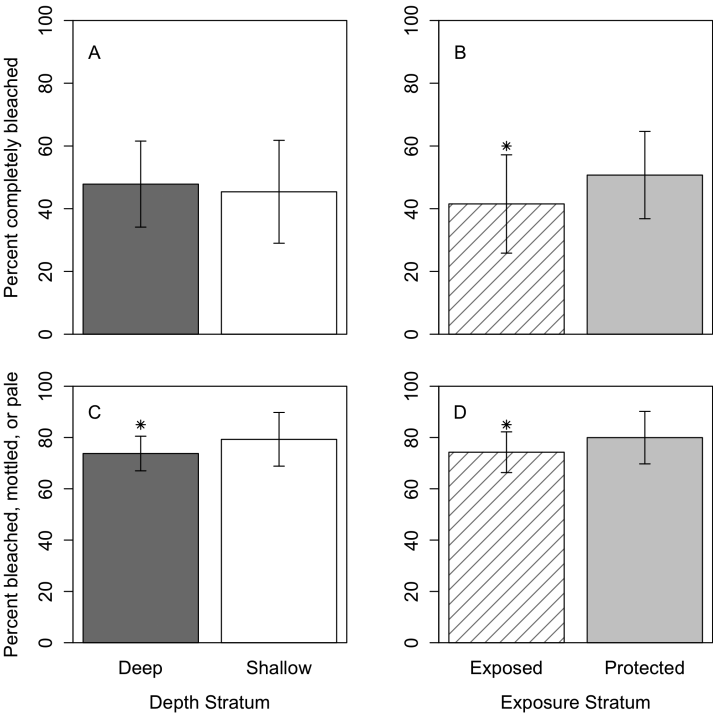 A
B
100
80
60
40
20
0
Percent completely bleached
100
80
60
*
40
20
0
C
D
100
80
60
40
20
0
Percent bleached, mottled, or pale
*
100
80
60
40
20
0
*
Deep
Shallow
Exposed
Protected
Depth Stratum
Exposure Stratum